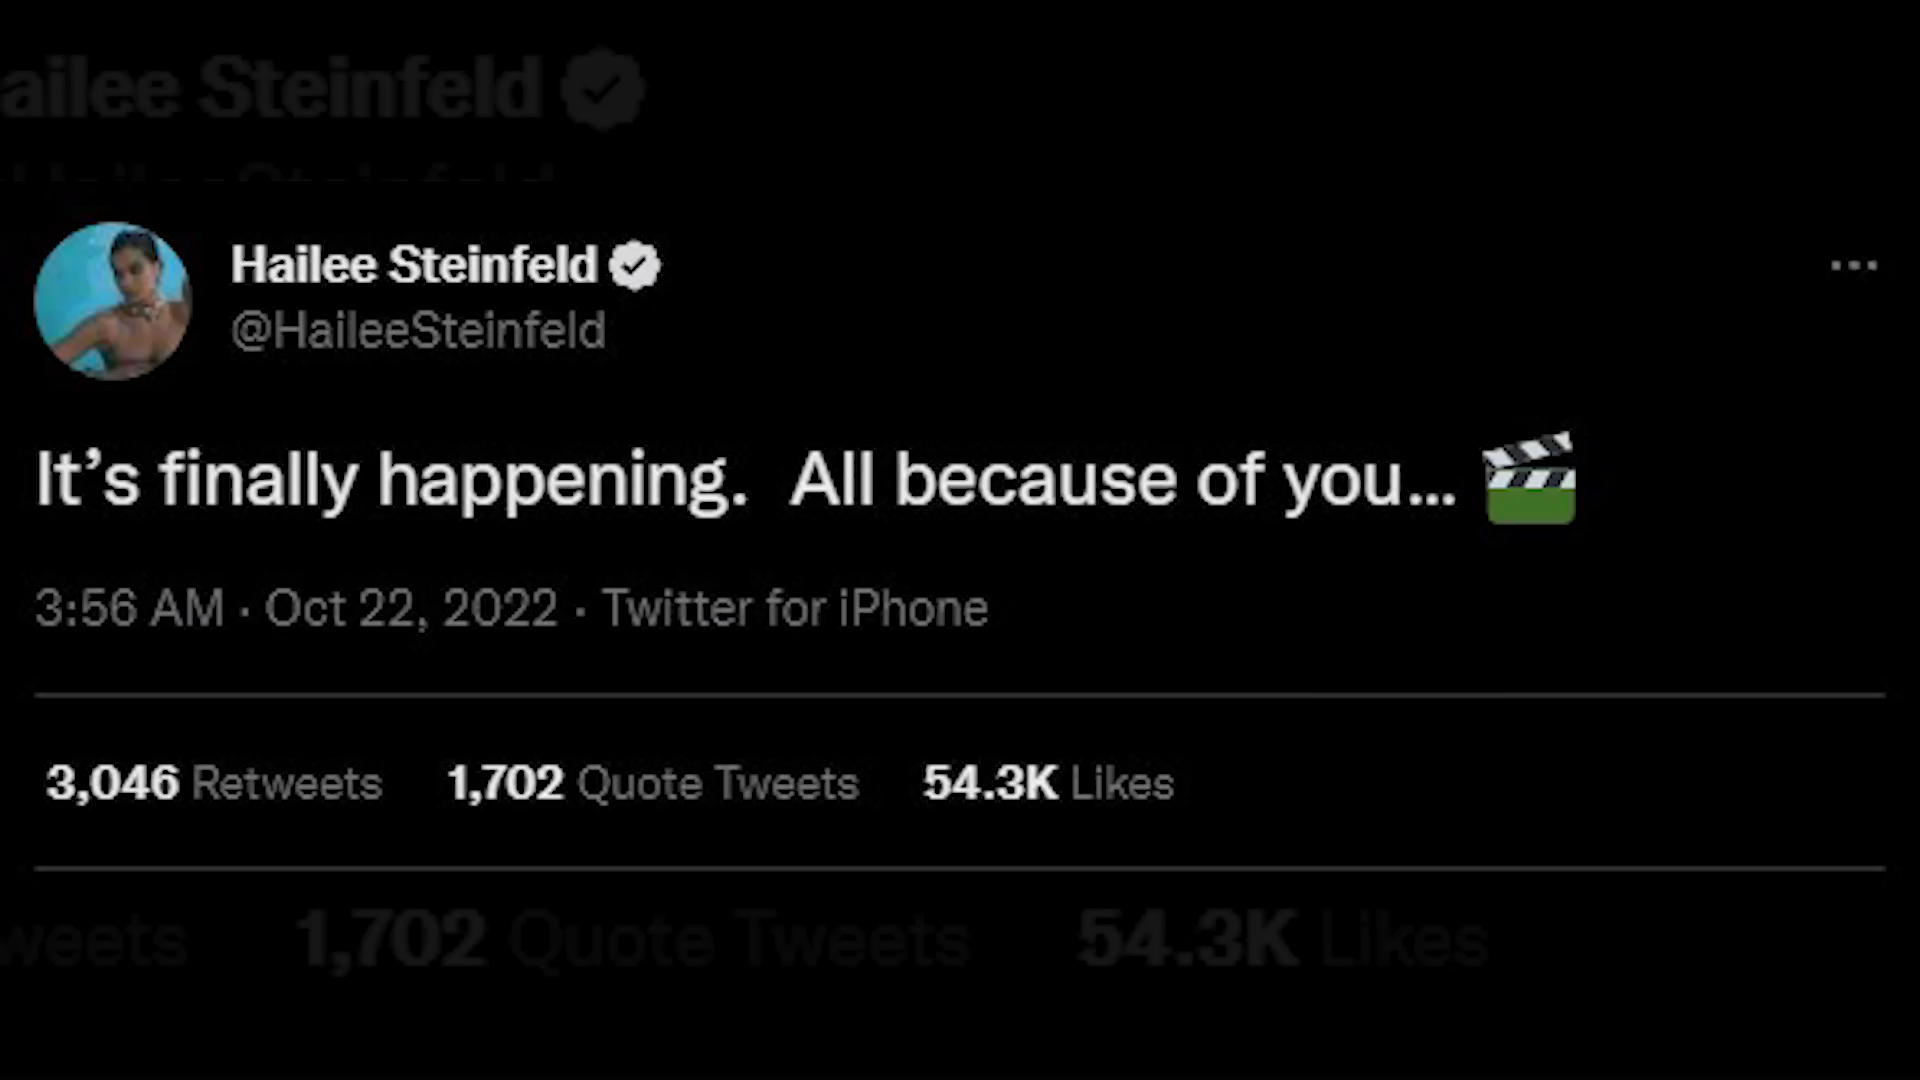 ailee Steinfeld
Hailee Steinfeld
@HaileeSteinfeld
It’s finally happening.  All because of you... 🎬
3:56 AM · Oct 22, 2022 · Twitter for iPhone
3,046 Retweets 1,702 Quote Tweets 54.3K Likes
weets 1,702 Quote Tweets 54.3K Likes